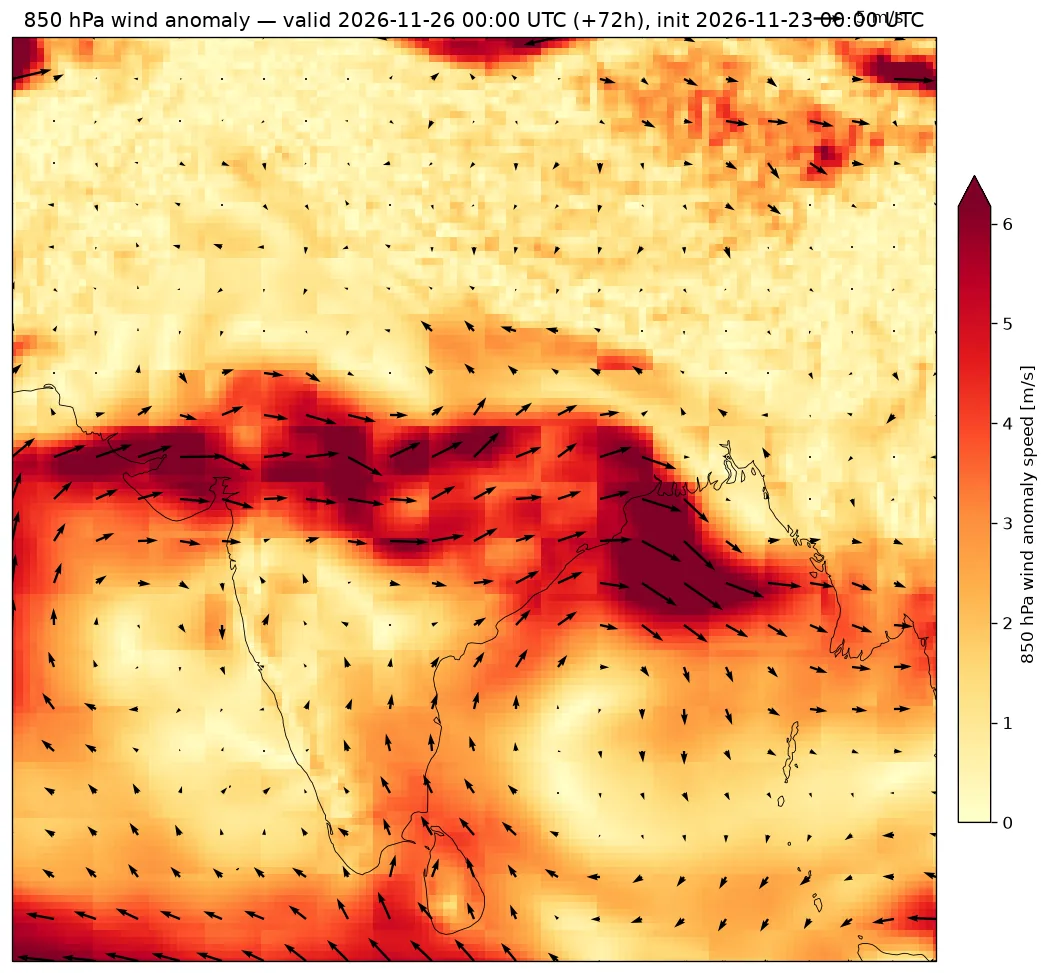 850 hPa wind anomaly — valid 2026-11-26 00:00 UTC (+72h), init 2026-11-23 00:00 UTC
5 m/s
6
5
4
3
2
1
0
850 hPa wind anomaly speed [m/s]